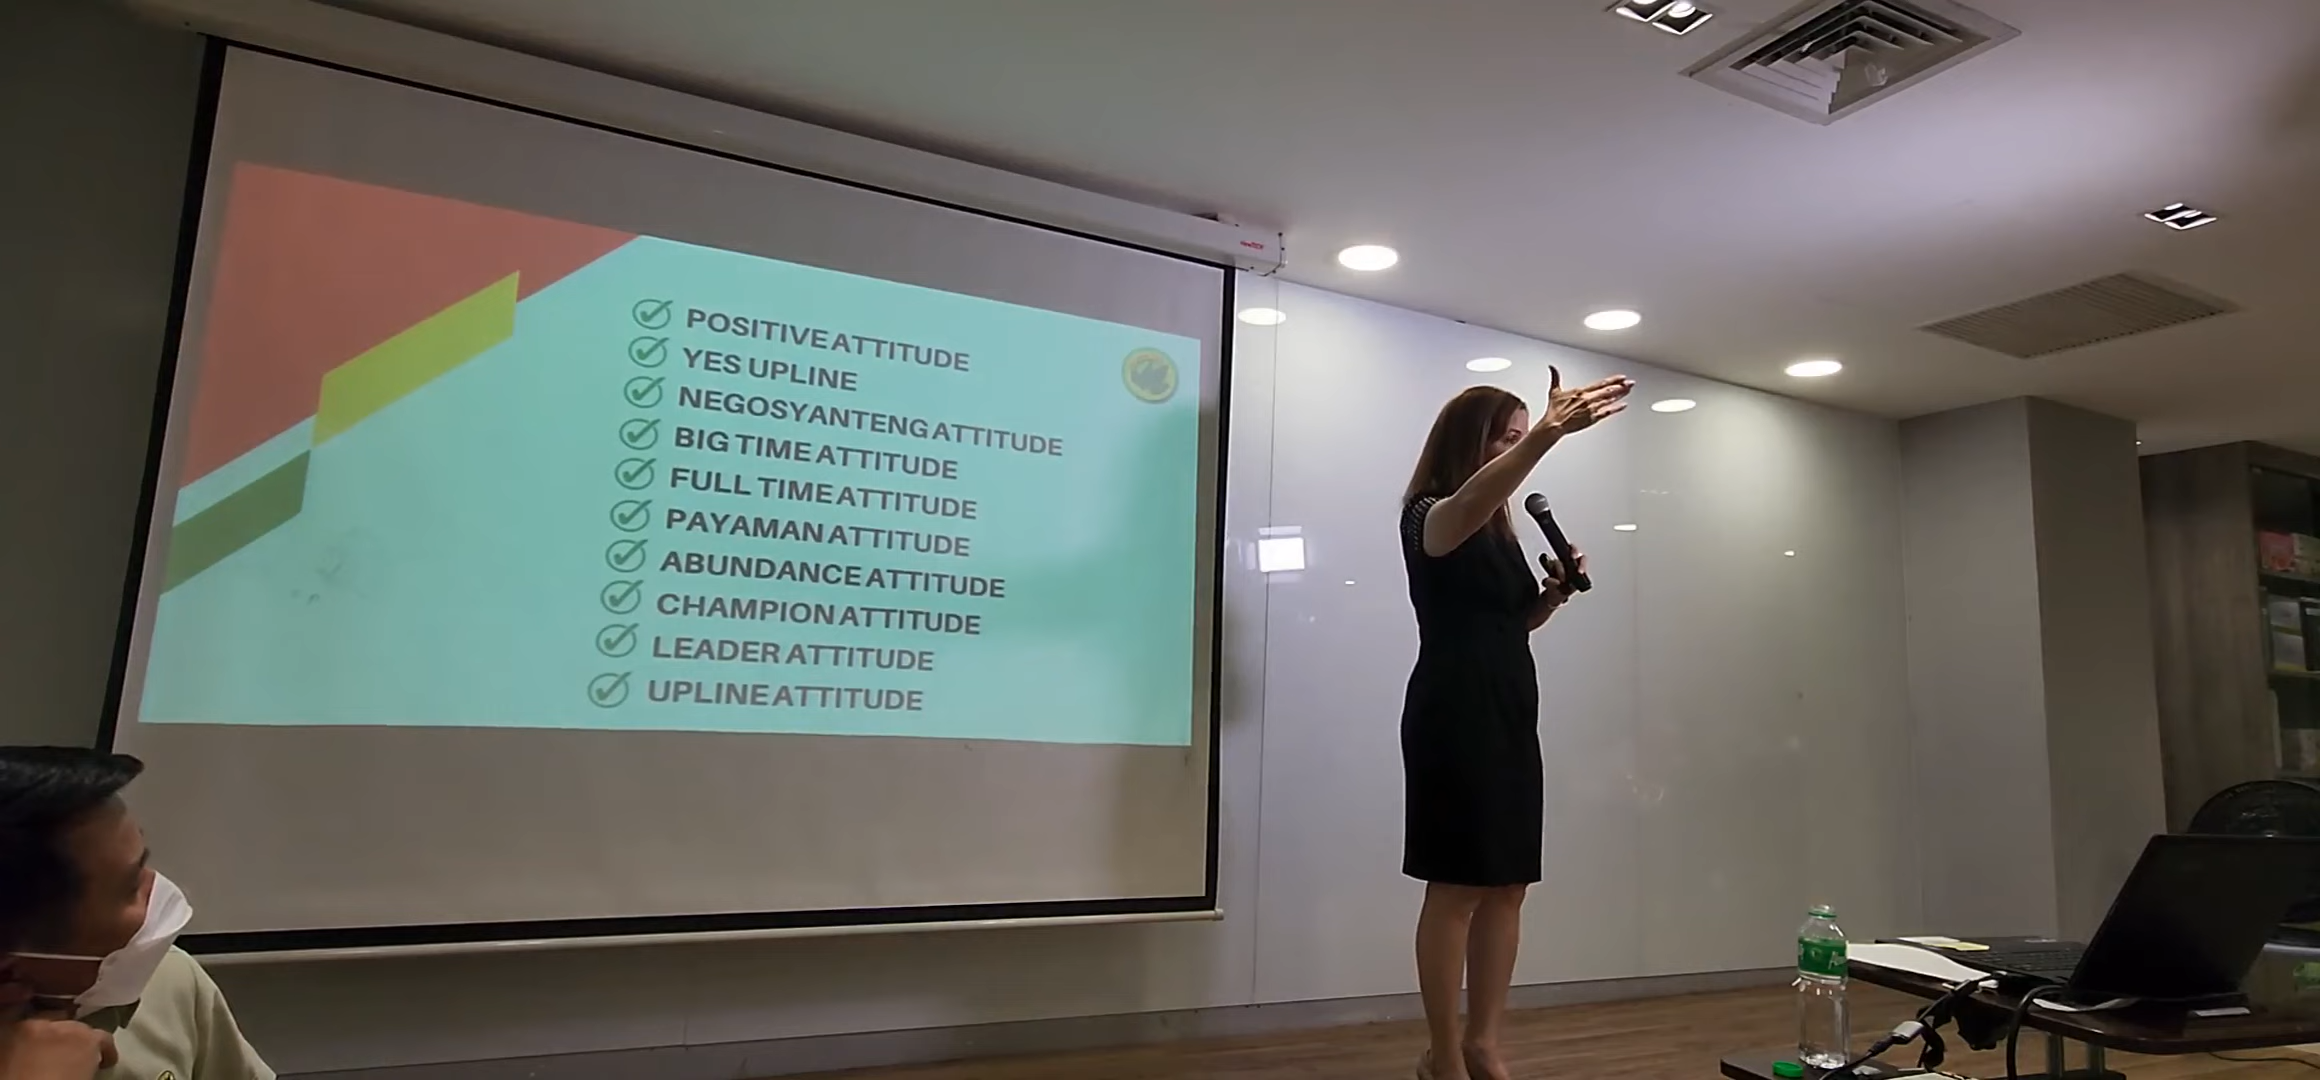 POSITIVE ATTITUDE
YES UPLINE
NEGOSYANTENG ATTITUDE
BIG TIME ATTITUDE
FULL TIME ATTITUDE
PAYAMAN ATTITUDE
ABUNDANCE ATTITUDE
CHAMPION ATTITUDE
LEADER ATTITUDE
UPLINE ATTITUDE